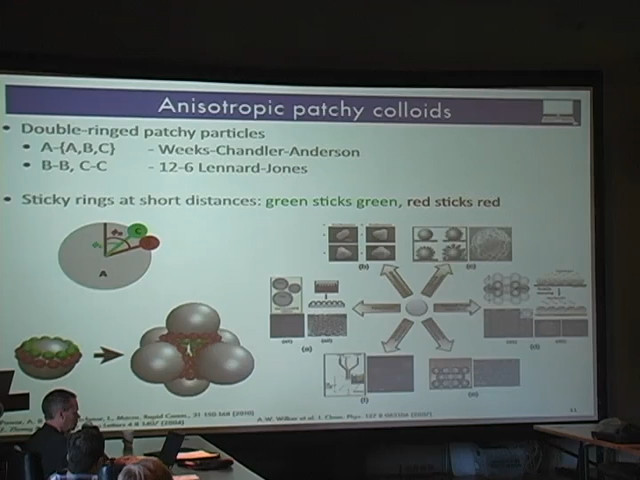 Anisotropic patchy colloids
• Double-ringed patchy particles
• A-{A,B,C} - Weeks-Chandler-Anderson
• B-B, C-C - 12-6 Lennard-Jones
• Sticky rings at short distances: green sticks green, red sticks red
C
A
(b)
(c)
(a)
(d)
(f)
(e)